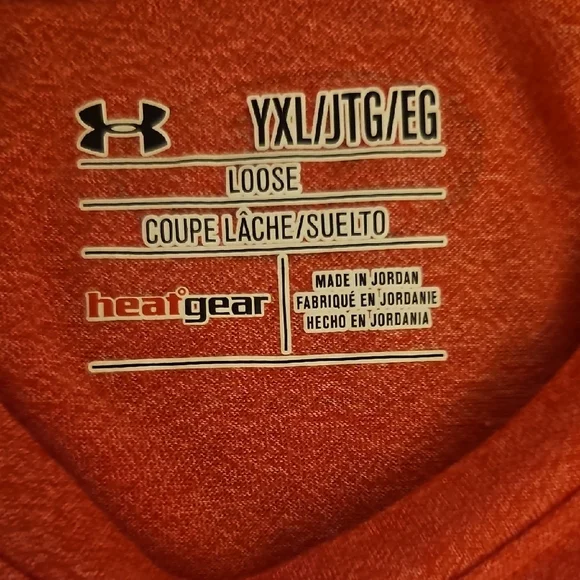 YXL/JTG/EG
LOOSE
COUPE LÂCHE/SUELTO
heatgear
MADE IN JORDAN
FABRIQUÉ EN JORDANIE
HECHO EN JORDANIA